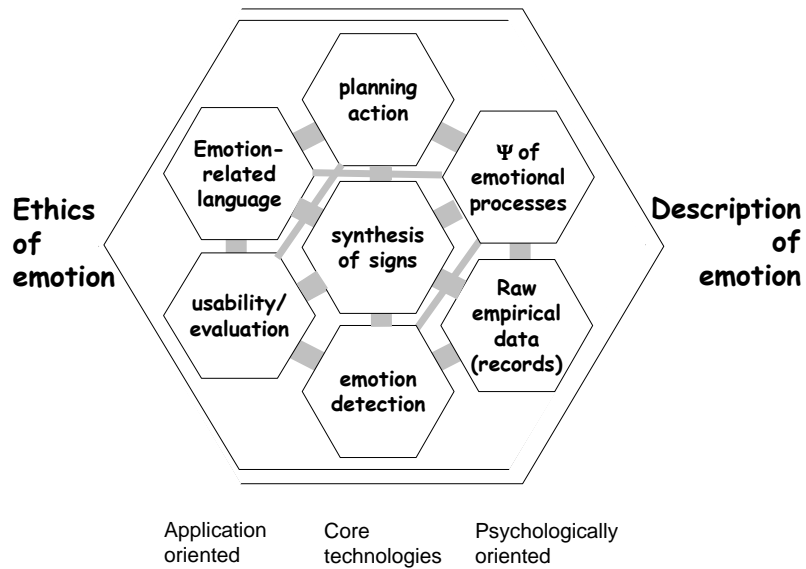 planning
action
Emotion-
related
language
Ψ of
emotional
processes
Ethics
of
emotion
synthesis
of signs
Description
of
emotion
usability/
evaluation
Raw
empirical
data
(records)
emotion
detection
Application
oriented
Core
technologies
Psychologically
oriented